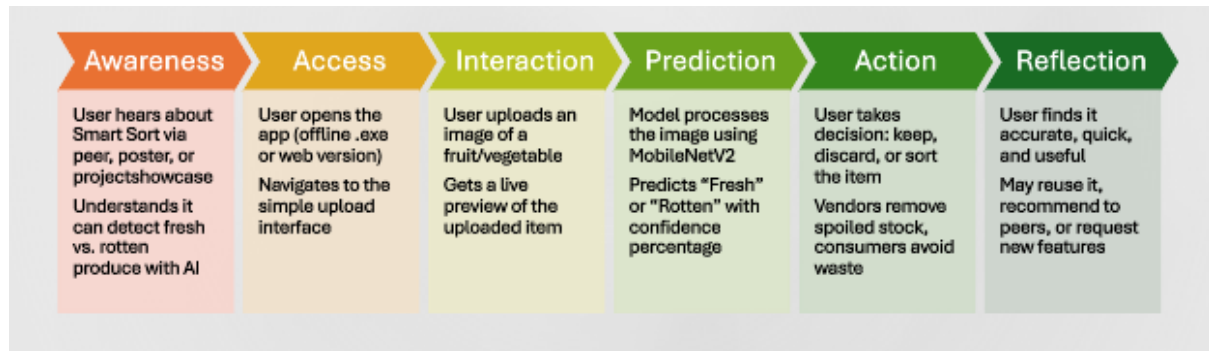 Awareness
User hears about
Smart Sort via
peer, poster, or
projectshowcase
Understands it
can detect fresh
vs. rotten
produce with AI
Access
User opens the
app (offline .exe
or web version)
Navigates to the
simple upload
interface
Interaction
User uploads an
image of a
fruit/vegetable
Gets a live
preview of the
uploaded item
Prediction
Model processes
the image using
MobileNetV2
Predicts “Fresh”
or “Rotten” with
confidence
percentage
Action
User takes
decision: keep,
discard, or sort
the item
Vendors remove
spoiled stock,
consumers avoid
waste
Reflection
User finds it
accurate, quick,
and useful
May reuse it,
recommend to
peers, or request
new features